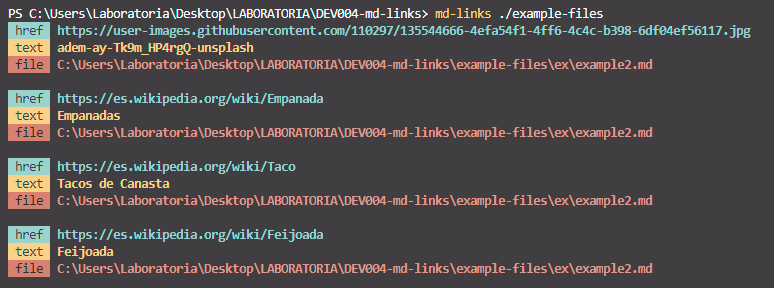 PS C:\Users\Laboratoria\Desktop\LABORATORIA\DEV004-md-links> md-links ./example-files
href https://user-images.githubusercontent.com/110297/135544666-4efa54f1-4ff6-4c4c-b398-6df04ef56117.jpg
text adem-ay-Tk9m_HP4rgQ-unsplash
file C:\Users\Laboratoria\Desktop\LABORATORIA\DEV004-md-links\example-files\example2.md
href https://es.wikipedia.org/wiki/Empanada
text Empanadas
file C:\Users\Laboratoria\Desktop\LABORATORIA\DEV004-md-links\example-files\ex\example2.md
href https://es.wikipedia.org/wiki/Taco
text Tacos de Canasta
file C:\Users\Laboratoria\Desktop\LABORATORIA\DEV004-md-links\example-files\ex\example2.md
href https://es.wikipedia.org/wiki/Feijoada
text Feijoada
file C:\Users\Laboratoria\Desktop\LABORATORIA\DEV004-md-links\example-files\ex\example2.md